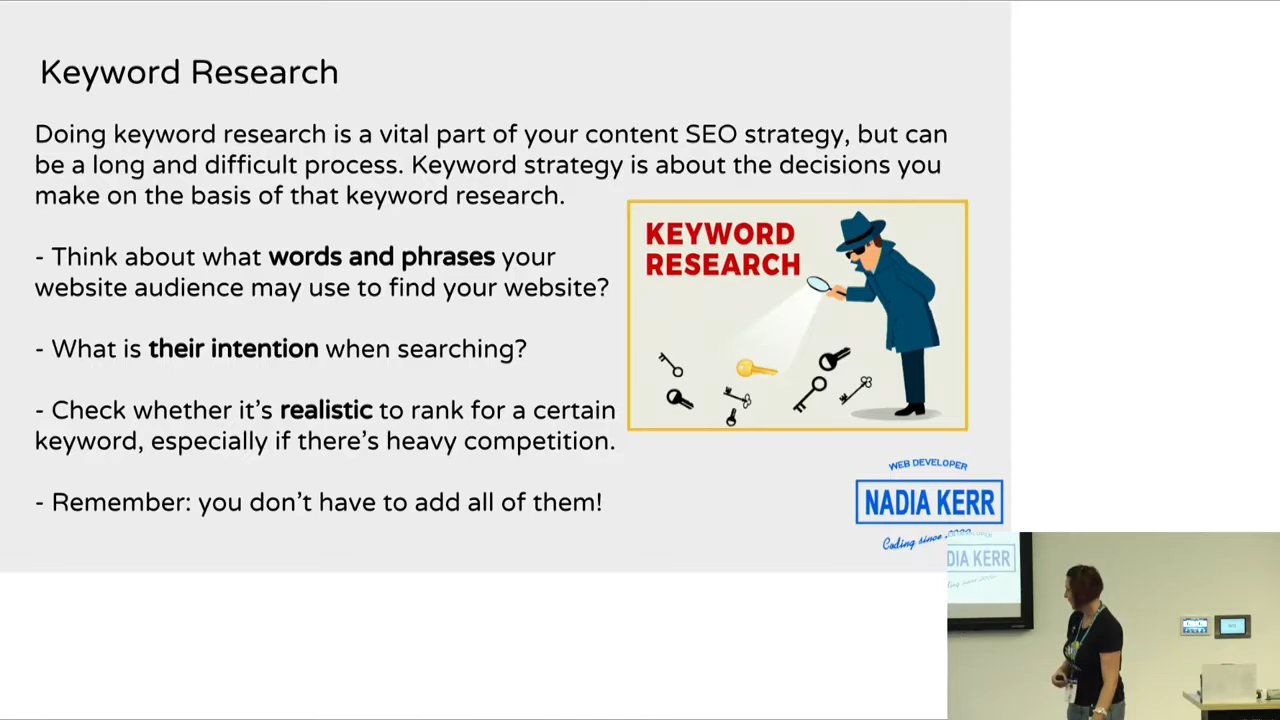 Keyword Research
Doing keyword research is a vital part of your content SEO strategy, but can
be a long and difficult process. Keyword strategy is about the decisions you
make on the basis of that keyword research.
- Think about what words and phrases your
website audience may use to find your website?
- What is their intention when searching?
- Check whether it's realistic to rank for a certain
keyword, especially if there's heavy competition.
- Remember: you don't have to add all of them!
KEYWORD
RESEARCH
WEB DEVELOPER
NADIA KERR
Coding since
DIA KERR